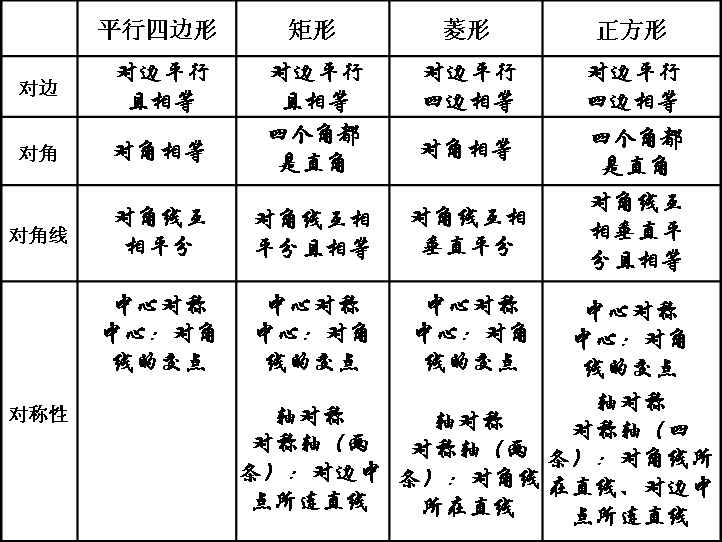 平行四边形
矩形
菱形
正方形
对边
对边平行
且相等
对边平行
且相等
对边平行
四边相等
对边平行
四边相等
对角
对角相等
四个角都
是直角
对角相等
四个角都
是直角
对角线
对角线互
相平分
对角线互相
平分且相等
对角线互相
垂直平分
对角线互
相垂直平
分且相等
对称性
中心对称
中心：对角
线的交点
中心对称
中心：对角
线的交点
轴对称
对称轴（两
条）：对边中
点所连直线
中心对称
中心：对角
线的交点
轴对称
对称轴（两
条）：对角线
所在直线
中心对称
中心：对角
线的交点
轴对称
对称轴（四
条）：对角线所
在直线、对边中
点所连直线